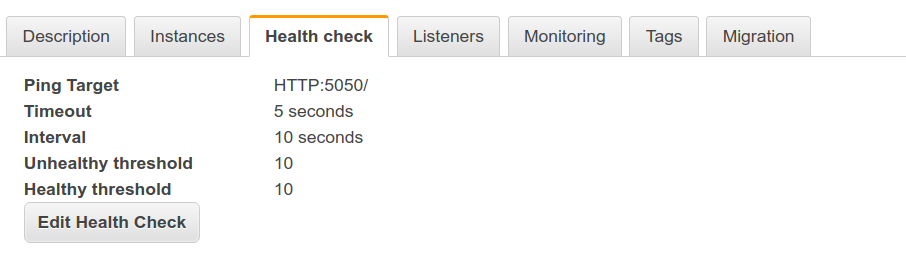 Description Instances Health check Listeners Monitoring Tags Migration
Ping Target HTTP:5050/
Timeout 5 seconds
Interval 10 seconds
Unhealthy threshold 10
Healthy threshold 10
Edit Health Check